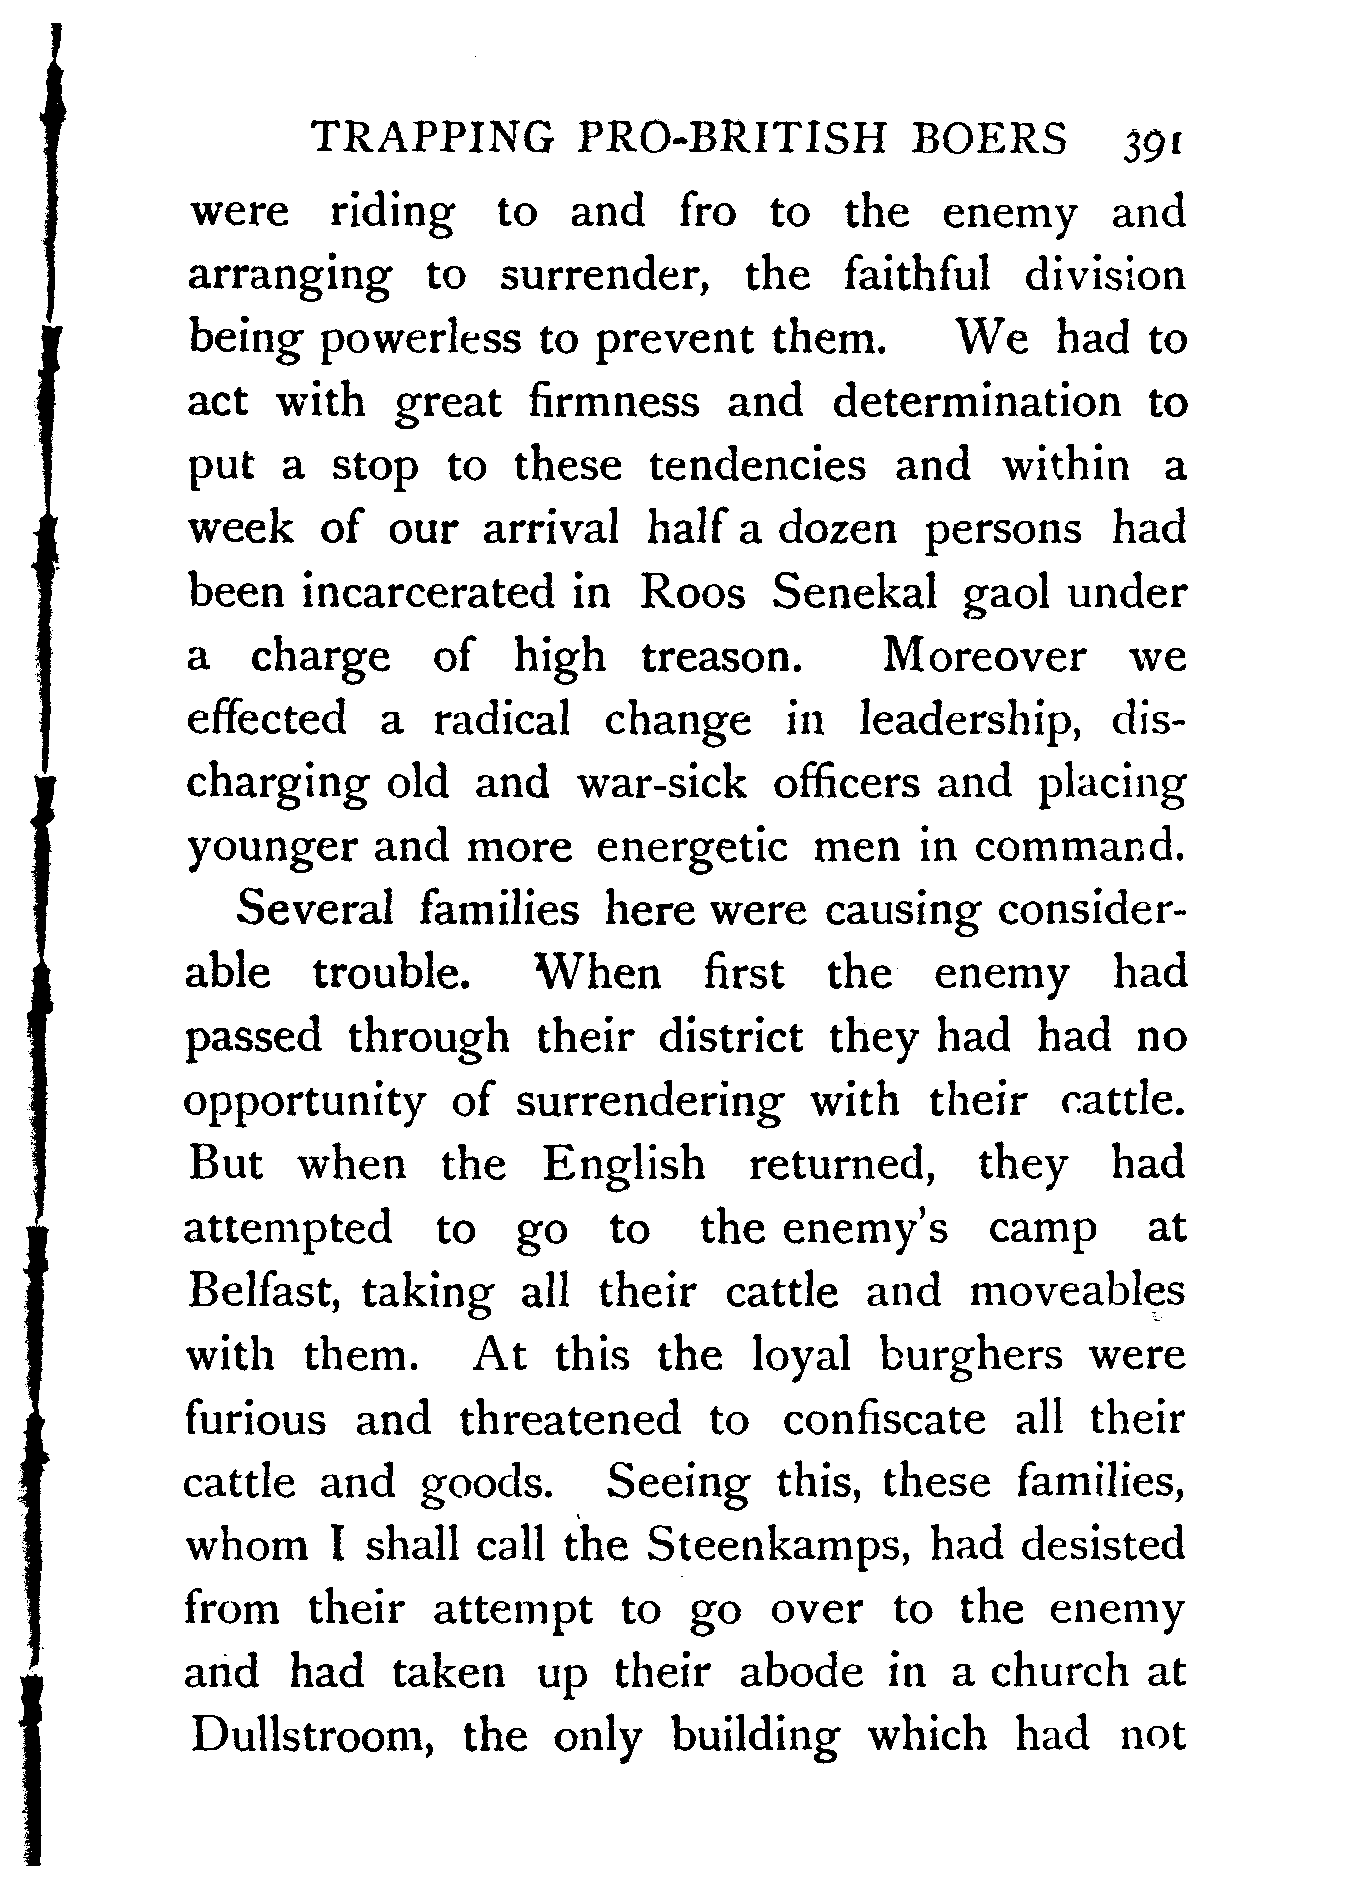 TRAPPING PRO-BRITISH BOERS 391
were riding to and fro to the enemy and
arranging to surrender, the faithful division
being powerless to prevent them. We had to
act with great firmness and determination to
put a stop to these tendencies and within a
week of our arrival half a dozen persons had
been incarcerated in Roos Senekal gaol under
a charge of high treason. Moreover we
effected a radical change in leadership, dis-
charging old and war-sick officers and placing
younger and more energetic men in command.
Several families here were causing consider-
able trouble. When first the enemy had
passed through their district they had had no
opportunity of surrendering with their cattle.
But when the English returned, they had
attempted to go to the enemy's camp at
Belfast, taking all their cattle and moveables
with them. At this the loyal burghers were
furious and threatened to confiscate all their
cattle and goods. Seeing this, these families,
whom I shall call the Steenkamps, had desisted
from their attempt to go over to the enemy
and had taken up their abode in a church at
Dullstroom, the only building which had not